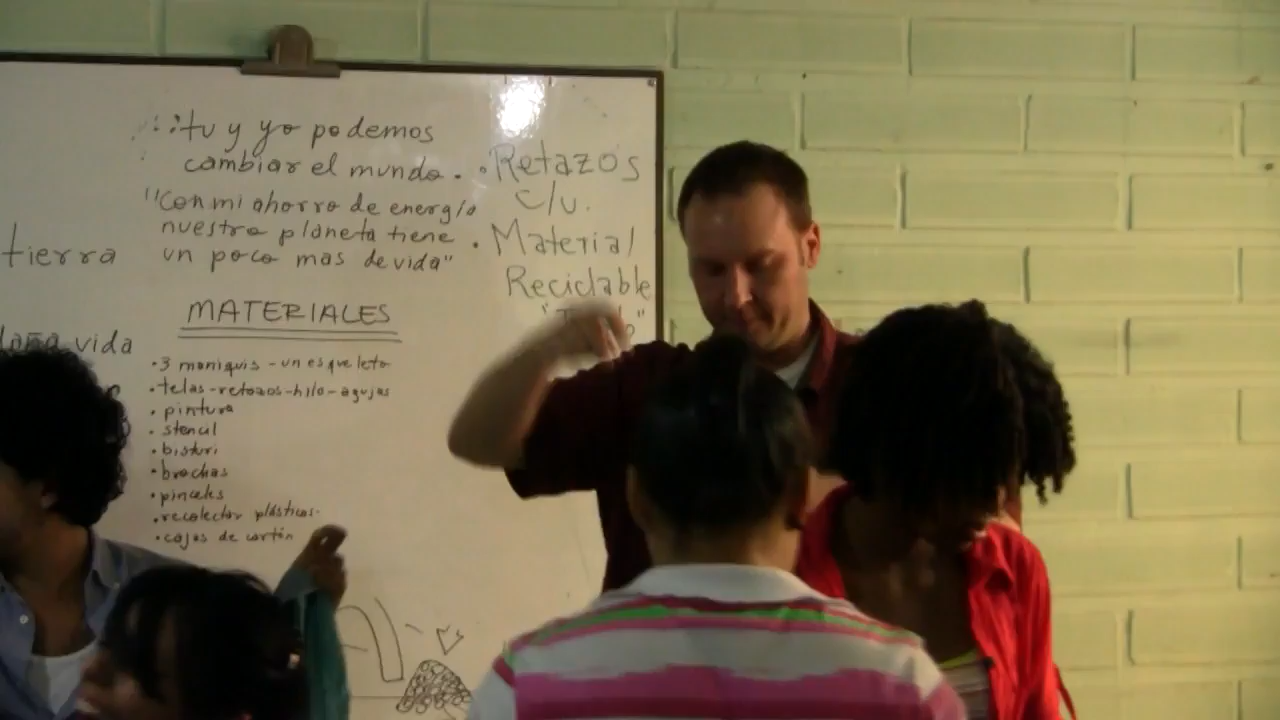 tierra
vida
tu y yo podemos
cambiar el mundo.
"Con mi ahorro de energía
nuestro planeta tiene
un poco mas de vida"
MATERIALES
• 3 maniquis - un esqueleto
• telas - retazos - hilo - agujas
• pintura
• stencil
• bisturi
• brochas
• pinceles
• recolectar plásticos.
• cajas de cartón
• Retazos
c/u.
• Material
Reciclable